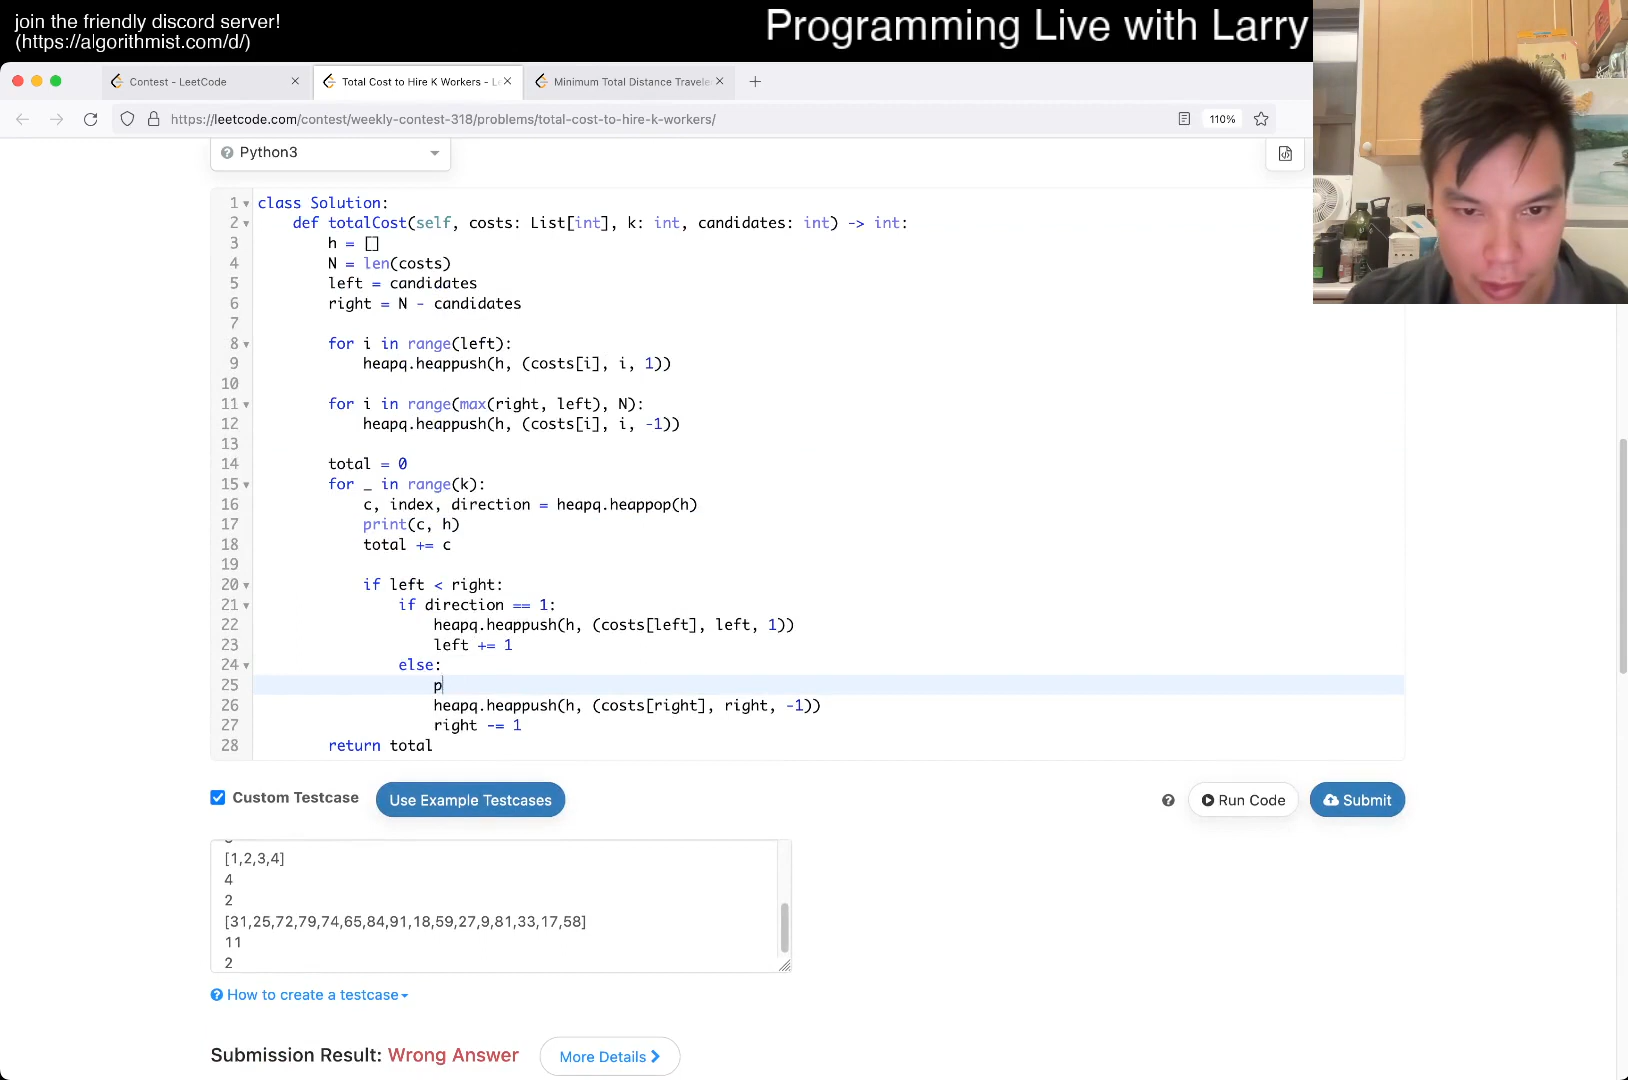 join the friendly discord server!
(https://algorithmist.com/d/)
Programming Live with Larry
Contest - LeetCode
Total Cost to Hire K Workers - Le
Minimum Total Distance Travele
https://leetcode.com/contest/weekly-contest-318/problems/total-cost-to-hire-k-workers/
110%
Python3
1 class Solution:
2     def totalCost(self, costs: List[int], k: int, candidates: int) -> int:
3         h = []
4         N = len(costs)
5         left = candidates
6         right = N - candidates
7
8         for i in range(left):
9             heapq.heappush(h, (costs[i], i, 1))
10
11         for i in range(max(right, left), N):
12             heapq.heappush(h, (costs[i], i, -1))
13
14         total = 0
15         for _ in range(k):
16             c, index, direction = heapq.heappop(h)
17             print(c, h)
18             total += c
19
20             if left < right:
21                 if direction == 1:
22                     heapq.heappush(h, (costs[left], left, 1))
23                     left += 1
24                 else:
25                     p
26                     heapq.heappush(h, (costs[right], right, -1))
27                     right -= 1
28         return total
Custom Testcase
Use Example Testcases
Run Code
Submit
[1,2,3,4]
4
2
[31,25,72,79,74,65,84,91,18,59,27,9,81,33,17,58]
11
2
How to create a testcase
Submission Result: Wrong Answer
More Details